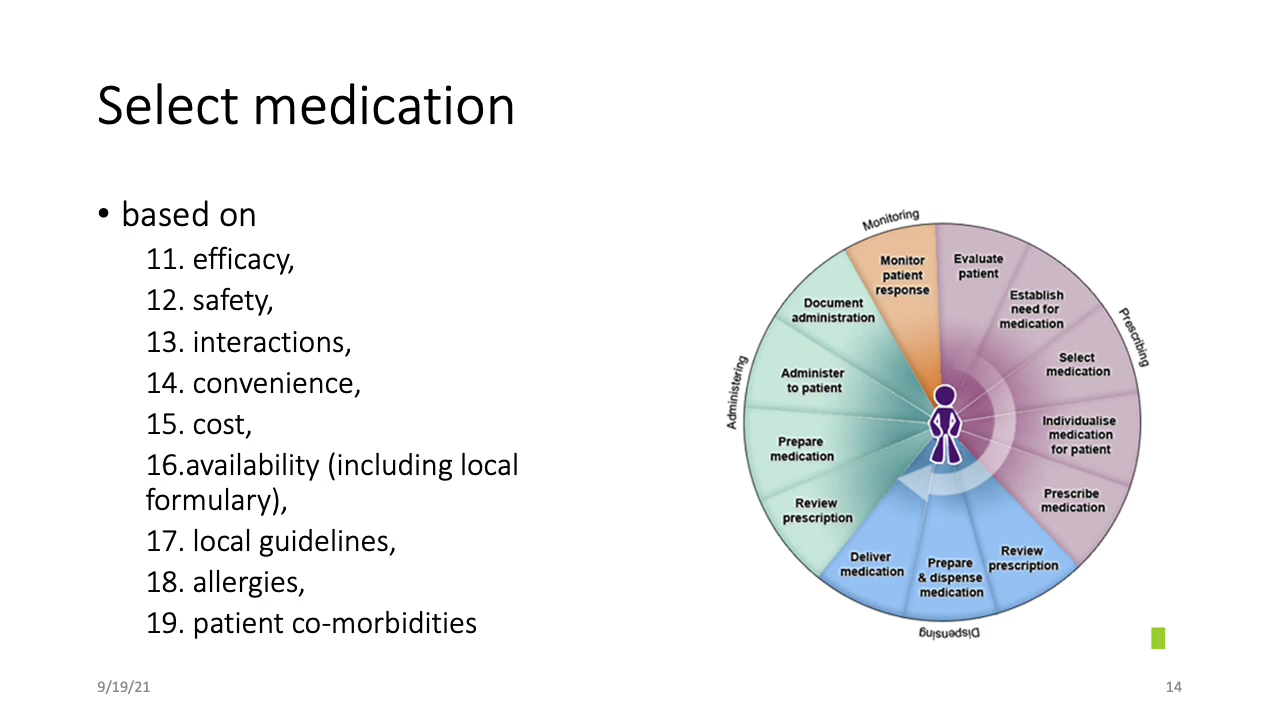 Select medication
• based on
11. efficacy,
12. safety,
13. interactions,
14. convenience,
15. cost,
16.availability (including local
formulary),
17. local guidelines,
18. allergies,
19. patient co-morbidities
Monitoring
Monitor
patient
response
Evaluate
patient
Establish
need for
medication
Prescribing
Select
medication
Individualise
medication
for patient
Prescribe
medication
Review
prescription
Prepare
& dispense
medication
Deliver
medication
Dispensing
Review
prescription
Prepare
medication
Administer
to patient
Document
administration
Administering
9/19/21
14